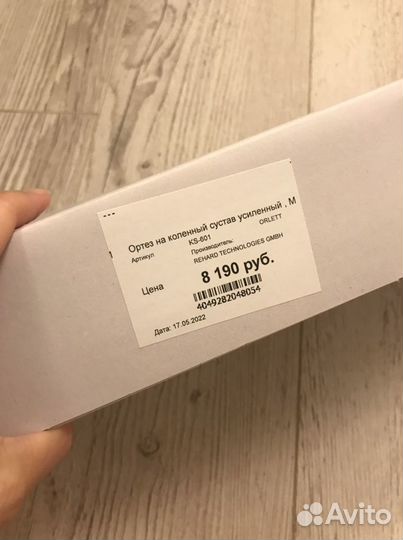 ...
Ортез на коленный сустав усиленный , М
Артикул KS-601 Производитель: ORLETT
REHARD TECHNOLOGIES GMBH
Цена 8 190 руб.
4049282048054
Дата: 17.05.2022
Avito